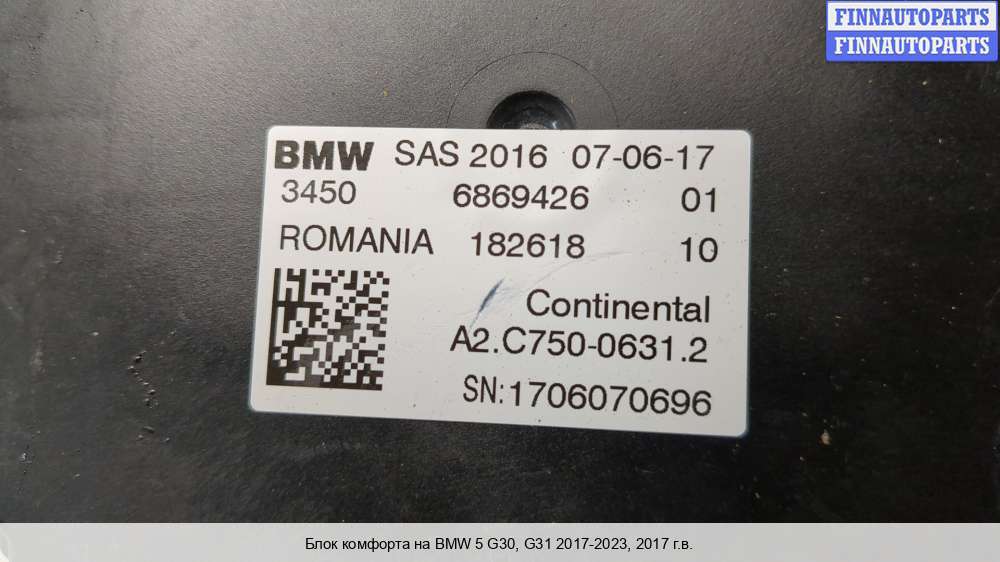 FINNAUTOPARTS
FINNAUTOPARTS
BMW SAS 2016 07-06-17
3450 6869426 01
ROMANIA 182618 10
Continental
A2.C750-0631.2
SN:1706070696
Блок комфорта на BMW 5 G30, G31 2017-2023, 2017 г.в.